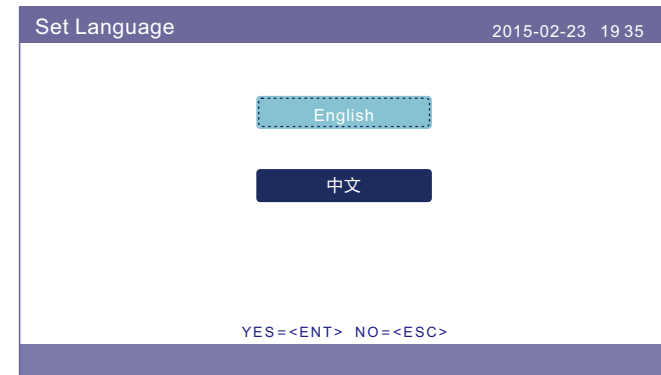 Set Language 2015-02-23 19 35
English
中文
YES=<ENT> NO=<ESC>